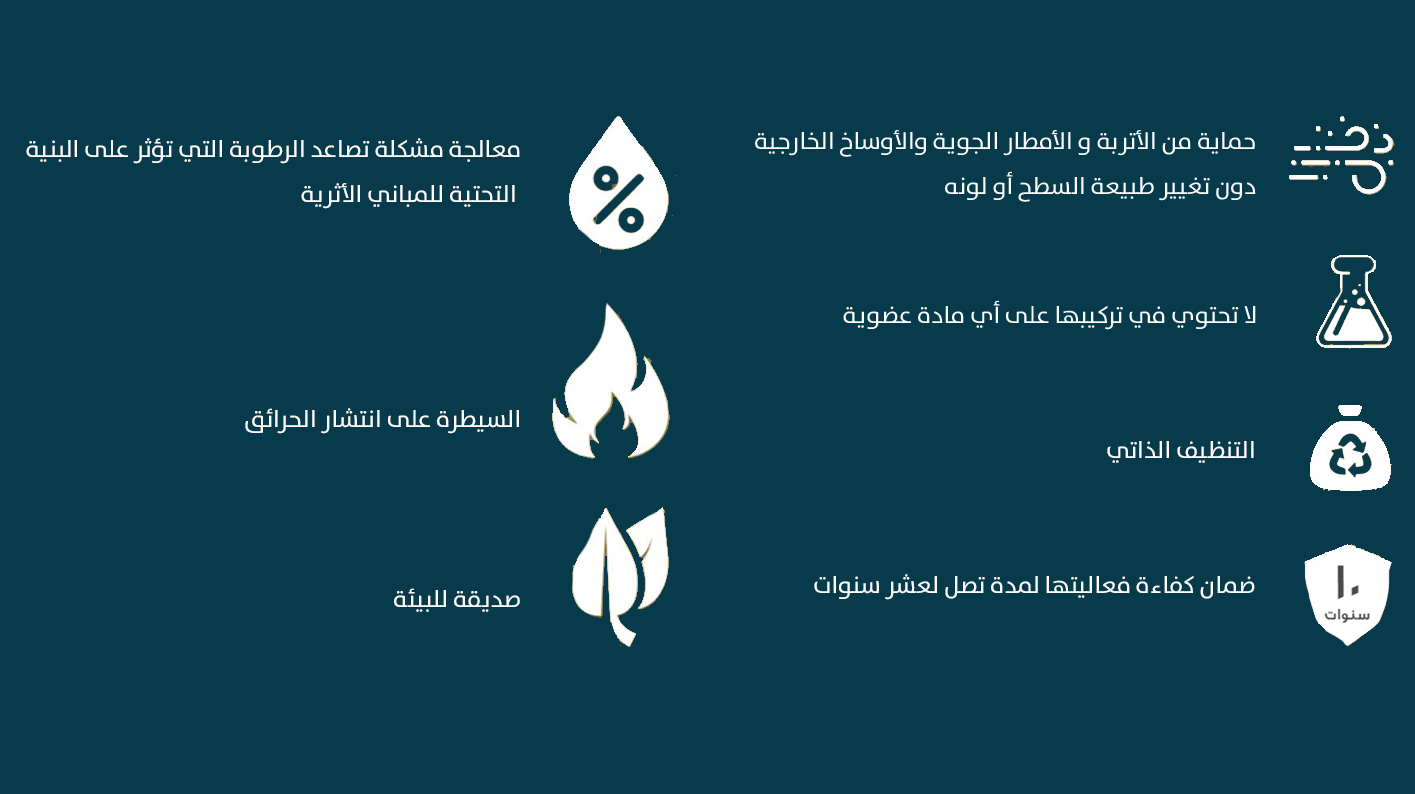 حماية من الأتربة و الأمطار الجوية والأوساخ الخارجية
دون تغيير طبيعة السطح أو لونه
لا تحتوي في تركيبها على أي مادة عضوية
التنظيف الذاتي
ضمان كفاءة فعاليتها لمدة تصل لعشر سنوات
١٠
سنوات
معالجة مشكلة تصاعد الرطوبة التي تؤثر على البنية
التحتية للمباني الأثرية
%
السيطرة على انتشار الحرائق
صديقة للبيئة